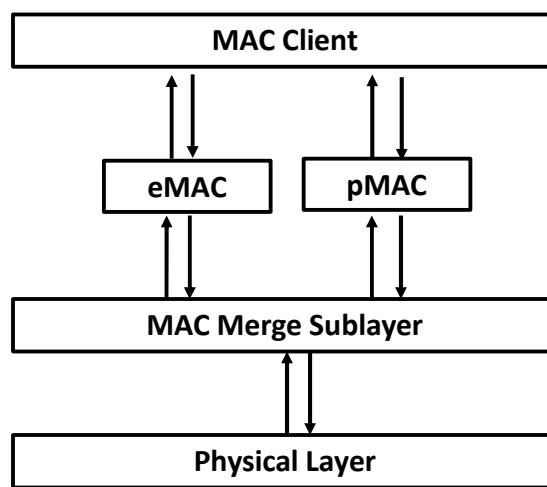 MAC Client
eMAC
pMAC
MAC Merge Sublayer
Physical Layer